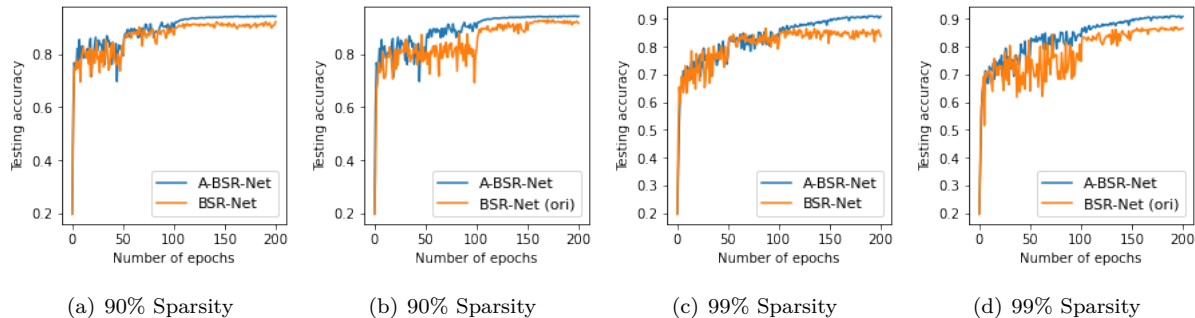 Testing accuracy
0.8
0.6
0.4
0.2
0
50
100
150
200
Number of epochs
A-BSR-Net
BSR-Net
(a) 90% Sparsity
Testing accuracy
0.8
0.6
0.4
0.2
0
50
100
150
200
Number of epochs
A-BSR-Net
BSR-Net (ori)
(b) 90% Sparsity
Testing accuracy
0.9
0.8
0.7
0.6
0.5
0.4
0.3
0.2
0
50
100
150
200
Number of epochs
A-BSR-Net
BSR-Net
(c) 99% Sparsity
Testing accuracy
0.9
0.8
0.7
0.6
0.5
0.4
0.3
0.2
0
50
100
150
200
Number of epochs
A-BSR-Net
BSR-Net (ori)
(d) 99% Sparsity